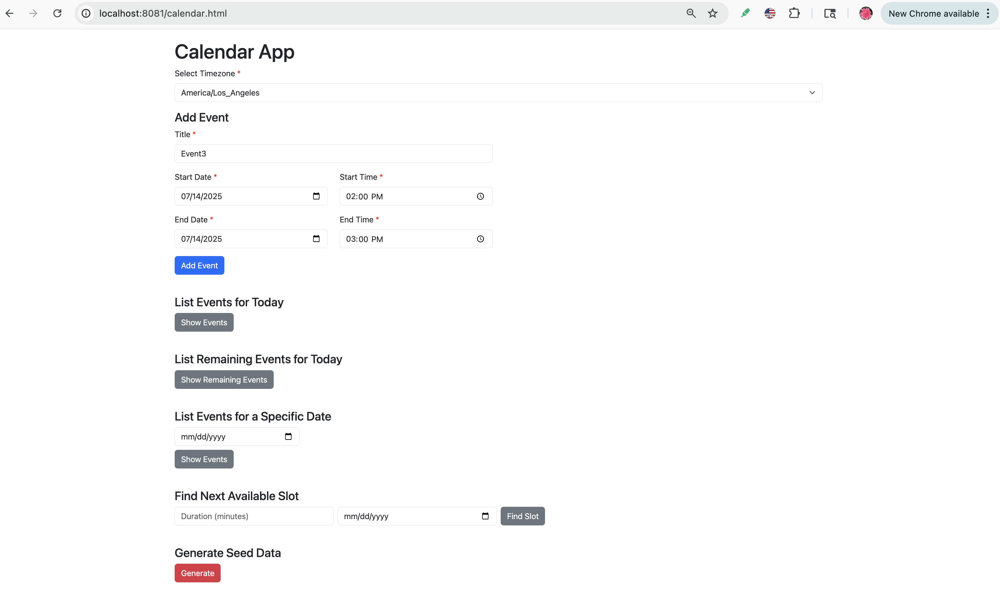 localhost:8081/calendar.html
New Chrome available
Calendar App
Select Timezone *
America/Los_Angeles
Add Event
Title *
Event3
Start Date * Start Time *
07/14/2025 02:00 PM
End Date * End Time *
07/14/2025 03:00 PM
Add Event
List Events for Today
Show Events
List Remaining Events for Today
Show Remaining Events
List Events for a Specific Date
mm/dd/yyyy
Show Events
Find Next Available Slot
Duration (minutes) mm/dd/yyyy Find Slot
Generate Seed Data
Generate